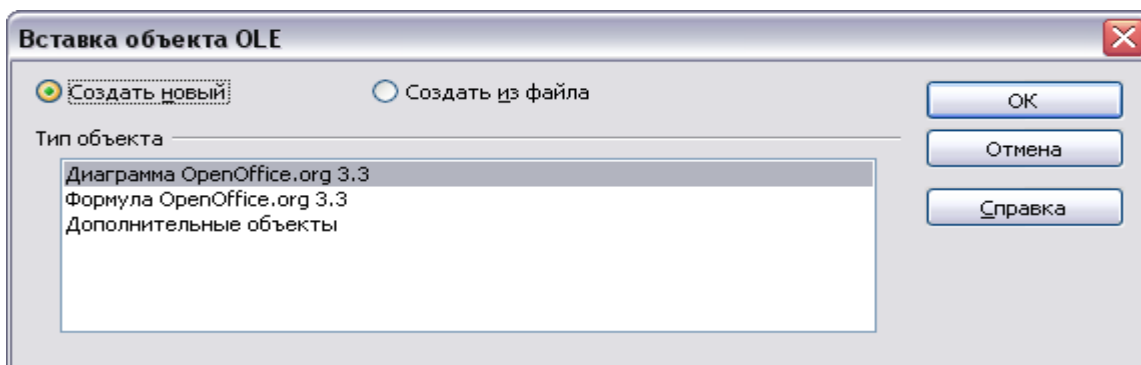 Вставка объекта OLE
Создать новый Создать из файла
ОК
Тип объекта
Отмена
Диаграмма OpenOffice.org 3.3
Формула OpenOffice.org 3.3
Справка
Дополнительные объекты